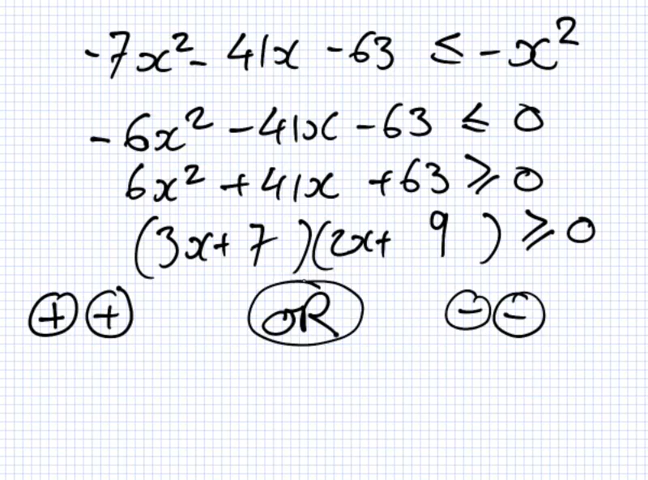 -7x² - 41x - 63 ≤ -x²
-6x² - 41x - 63 ≤ 0
6x² + 41x + 63 ≥ 0
(3x+ 7 )(2x+ 9 ) ≥ 0
+ + OR - -